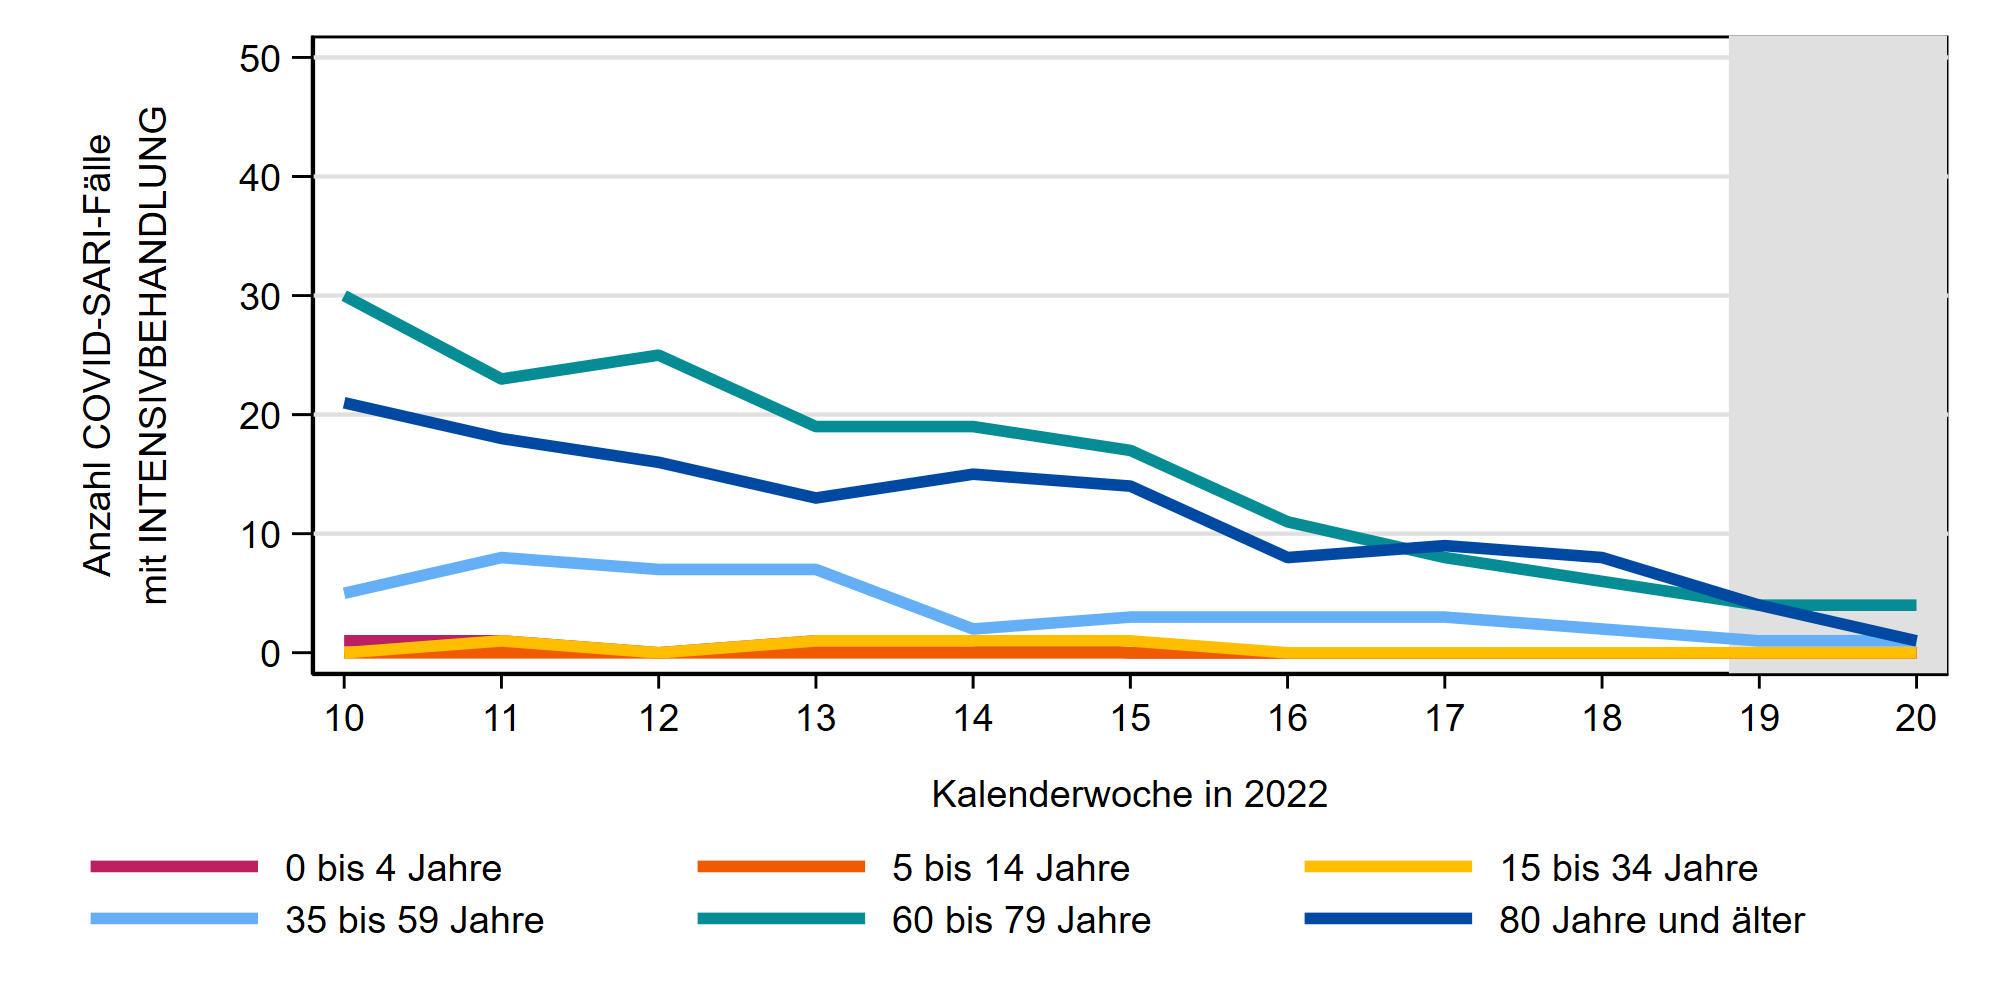 Anzahl COVID-SARI-Fälle
mit INTENSIVBEHANDLUNG
50
40
30
20
10
0
10 11 12 13 14 15 16 17 18 19 20
Kalenderwoche in 2022
0 bis 4 Jahre 5 bis 14 Jahre 15 bis 34 Jahre
35 bis 59 Jahre 60 bis 79 Jahre 80 Jahre und älter